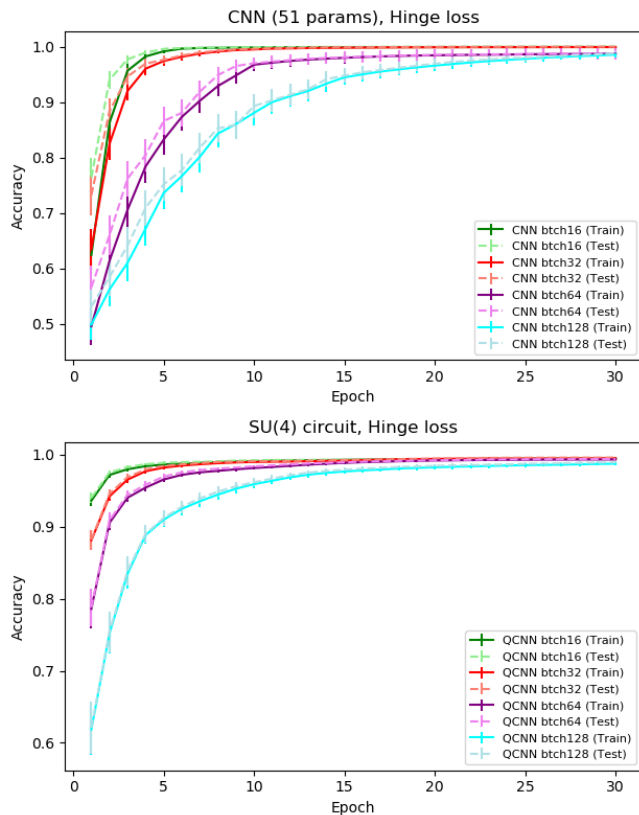 CNN (51 params), Hinge loss
1.0
0.9
0.8
0.7
0.6
0.5
Accuracy
CNN btch16 (Train)
CNN btch16 (Test)
CNN btch32 (Train)
CNN btch32 (Test)
CNN btch64 (Train)
CNN btch64 (Test)
CNN btch128 (Train)
CNN btch128 (Test)
0 5 10 15 20 25 30
Epoch
SU(4) circuit, Hinge loss
1.0
0.9
0.8
0.7
0.6
Accuracy
QCNN btch16 (Train)
QCNN btch16 (Test)
QCNN btch32 (Train)
QCNN btch32 (Test)
QCNN btch64 (Train)
QCNN btch64 (Test)
QCNN btch128 (Train)
QCNN btch128 (Test)
0 5 10 15 20 25 30
Epoch